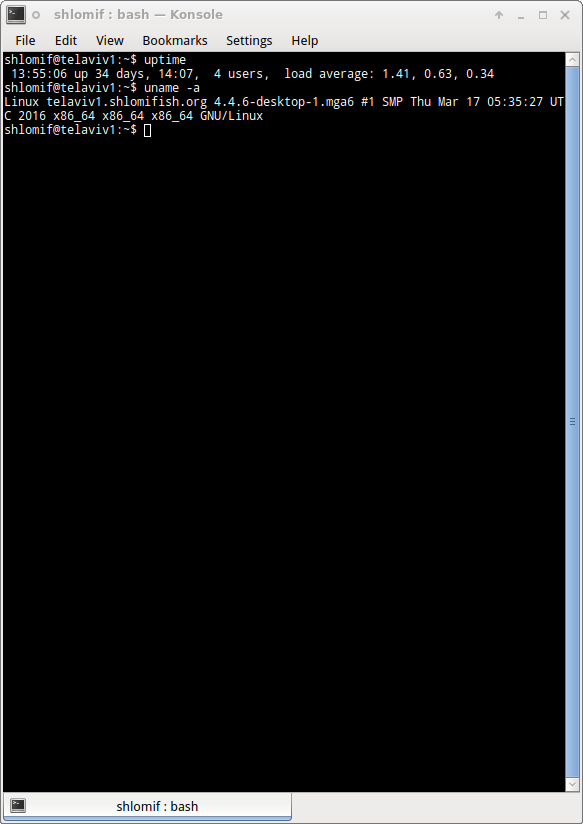 shlomif : bash — Konsole
File Edit View Bookmarks Settings Help
shlomif@telaviv1:~$ uptime
 13:55:06 up 34 days, 14:07,  4 users,  load average: 1.41, 0.63, 0.34
shlomif@telaviv1:~$ uname -a
Linux telaviv1.shlomifish.org 4.4.6-desktop-1.mga6 #1 SMP Thu Mar 17 05:35:27 UT
C 2016 x86_64 x86_64 x86_64 GNU/Linux
shlomif@telaviv1:~$
shlomif : bash